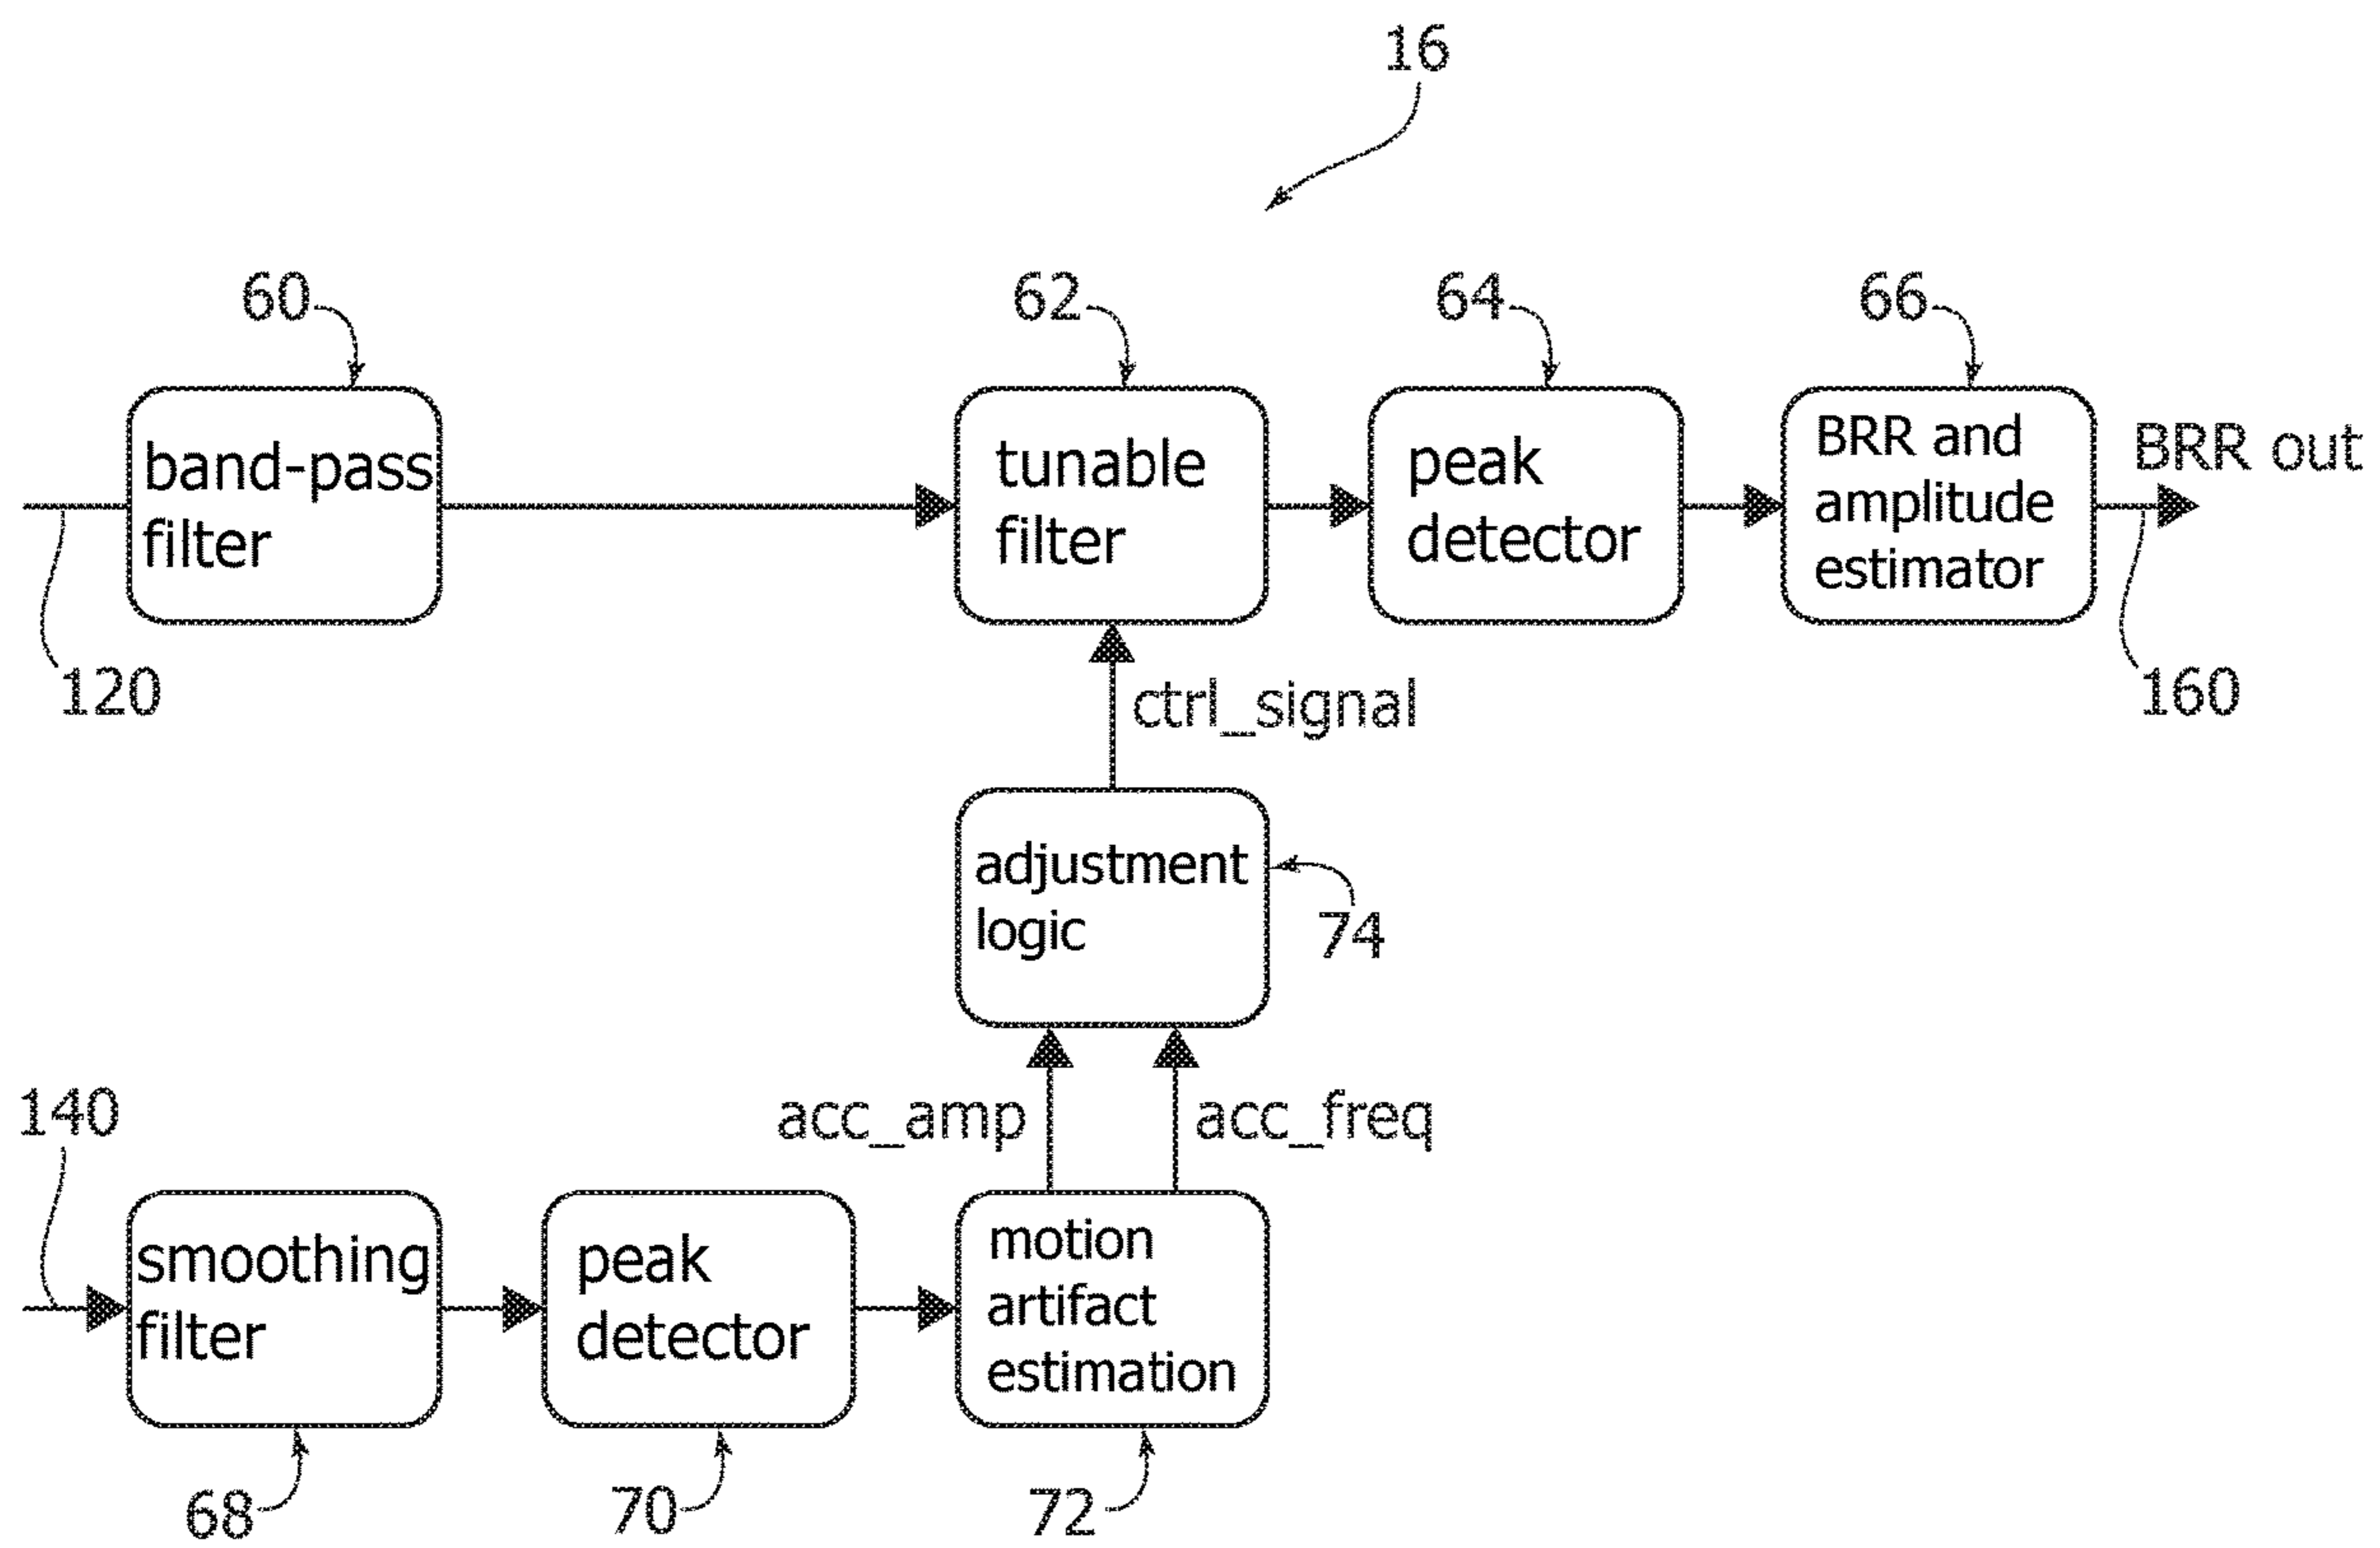 16
60
62
64
66
band-pass
filter
tunable
filter
peak
detector
BRR and
amplitude
estimator
BRR out
120
ctrl_signal
160
adjustment
logic
74
140
acc_amp
acc_freq
smoothing
filter
peak
detector
motion
artifact
estimation
68
70
72